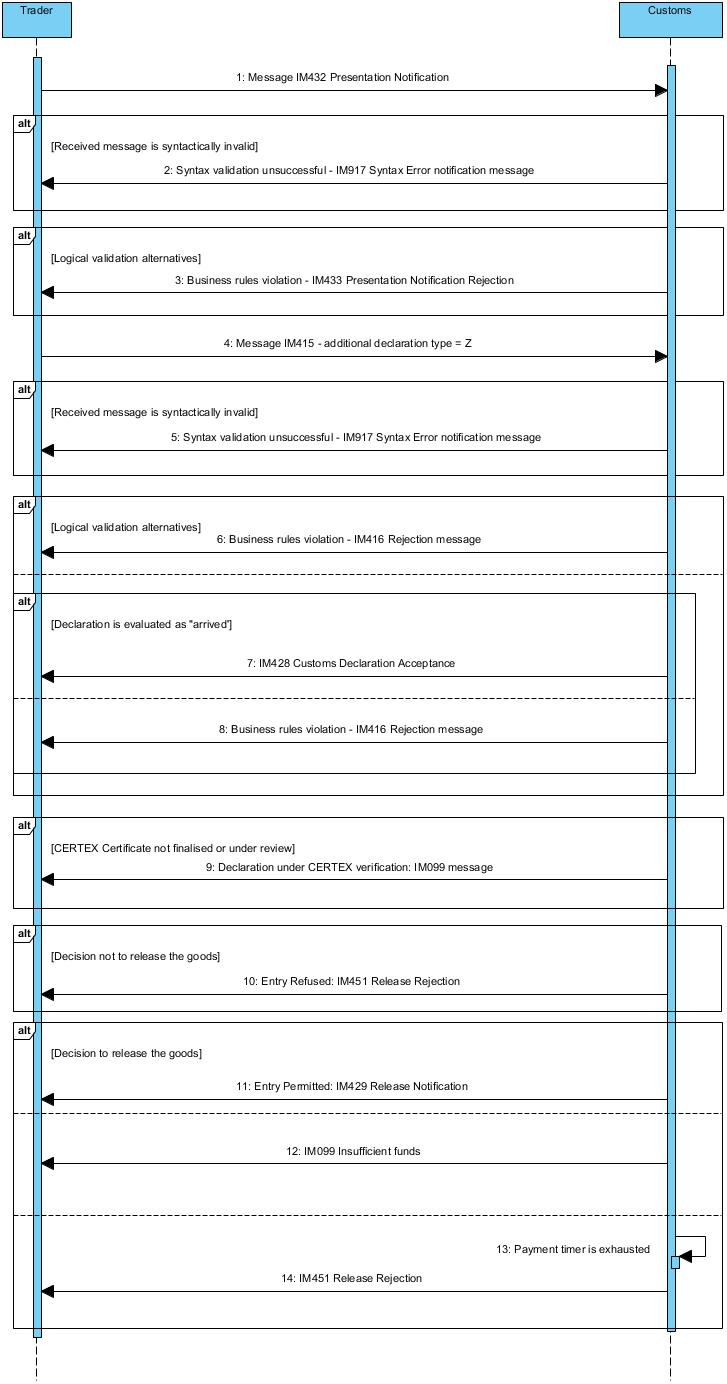 Trader
Customs
1: Message IM432 Presentation Notification
alt
[Received message is syntactically invalid]
2: Syntax validation unsuccessful - IM917 Syntax Error notification message
alt
[Logical validation alternatives]
3: Business rules violation - IM433 Presentation Notification Rejection
4: Message IM415 - additional declaration type = Z
alt
[Received message is syntactically invalid]
5: Syntax validation unsuccessful - IM917 Syntax Error notification message
alt
[Logical validation alternatives]
6: Business rules violation - IM416 Rejection message
alt
[Declaration is evaluated as "arrived"]
7: IM428 Customs Declaration Acceptance
8: Business rules violation - IM416 Rejection message
alt
[CERTEX Certificate not finalised or under review]
9: Declaration under CERTEX verification: IM099 message
alt
[Decision not to release the goods]
10: Entry Refused: IM451 Release Rejection
alt
[Decision to release the goods]
11: Entry Permitted: IM429 Release Notification
12: IM099 Insufficient funds
13: Payment timer is exhausted
14: IM451 Release Rejection